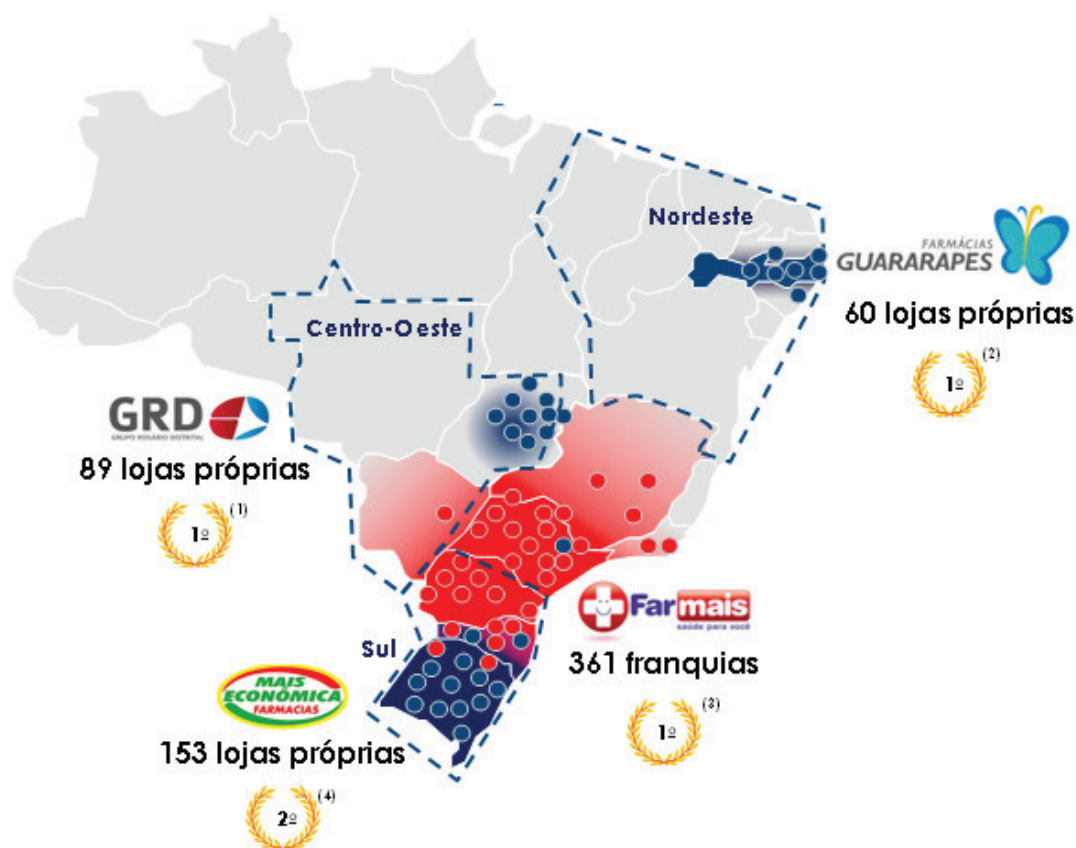 Nordeste
FARMÁCIAS
GUARARAPES
60 lojas próprias
1º (2)
Centro-Oeste
GRD
GRUPO ROSÁRIO DISTRITAL
89 lojas próprias
1º (1)
Farmais
saúde para você
361 franquias
1º (3)
Sul
MAIS
ECONÔMICA
FARMACIAS
153 lojas próprias
2º (4)